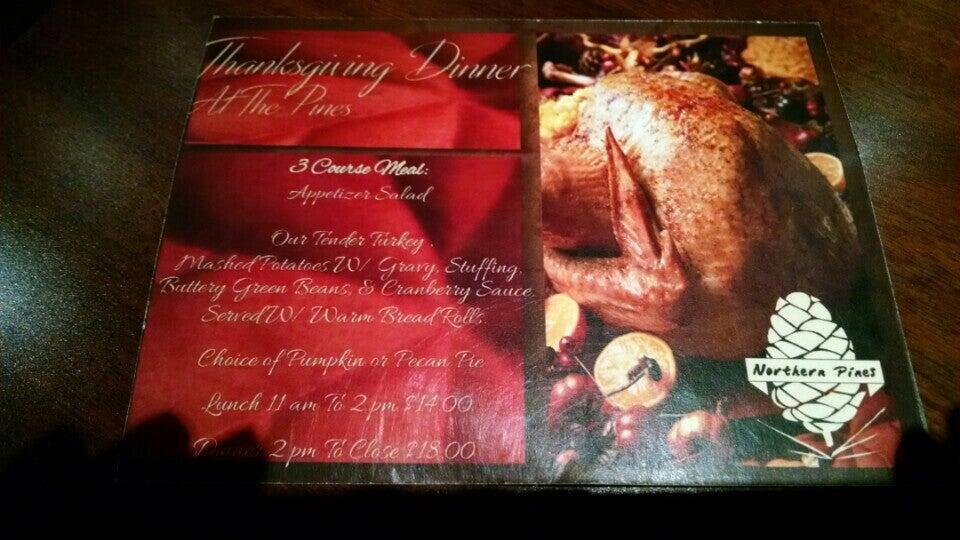 Thanksgiving Dinner
At The Pines
3 Course Meal:
Appetizer Salad
Our Tender Turkey,
Mashed Potatoes W/ Gravy, Stuffing,
Buttery Green Beans, & Cranberry Sauce.
Served W/ Warm Bread Rolls
Choice of Pumpkin or Pecan Pie
Lunch 11 am To 2 pm $14.00
Dinner 2 pm To Close $18.00
Northern Pines